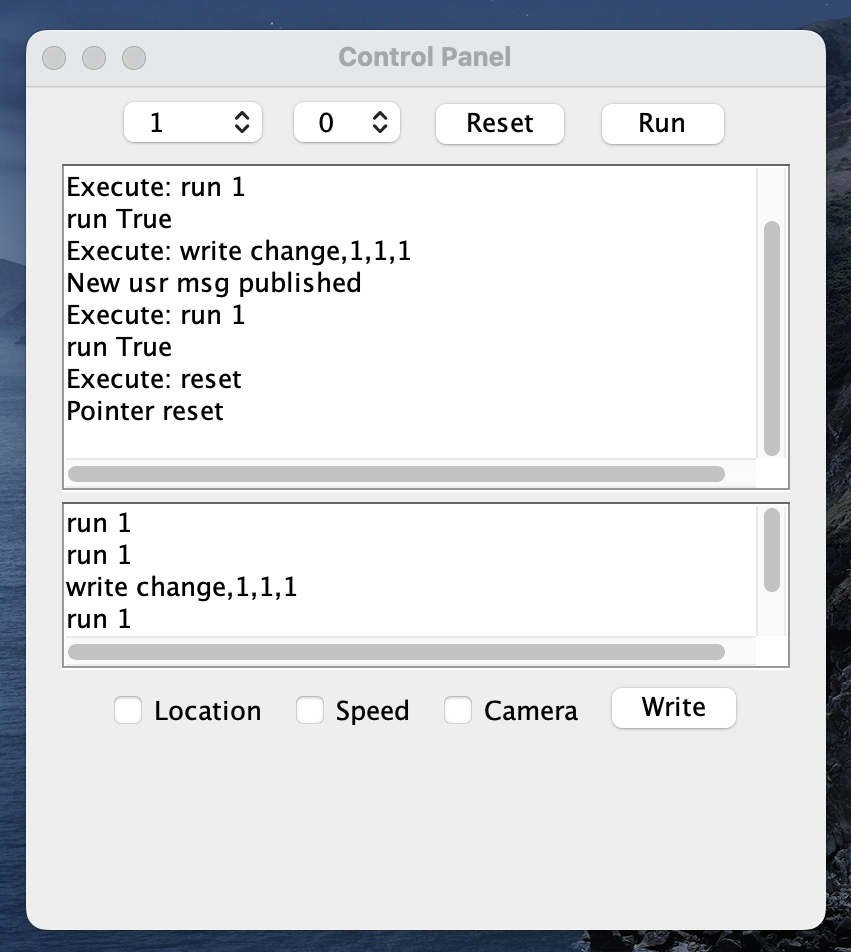 Control Panel
1 0 Reset Run
Execute: run 1
run True
Execute: write change,1,1,1
New usr msg published
Execute: run 1
run True
Execute: reset
Pointer reset
run 1
run 1
write change,1,1,1
run 1
Location Speed Camera Write